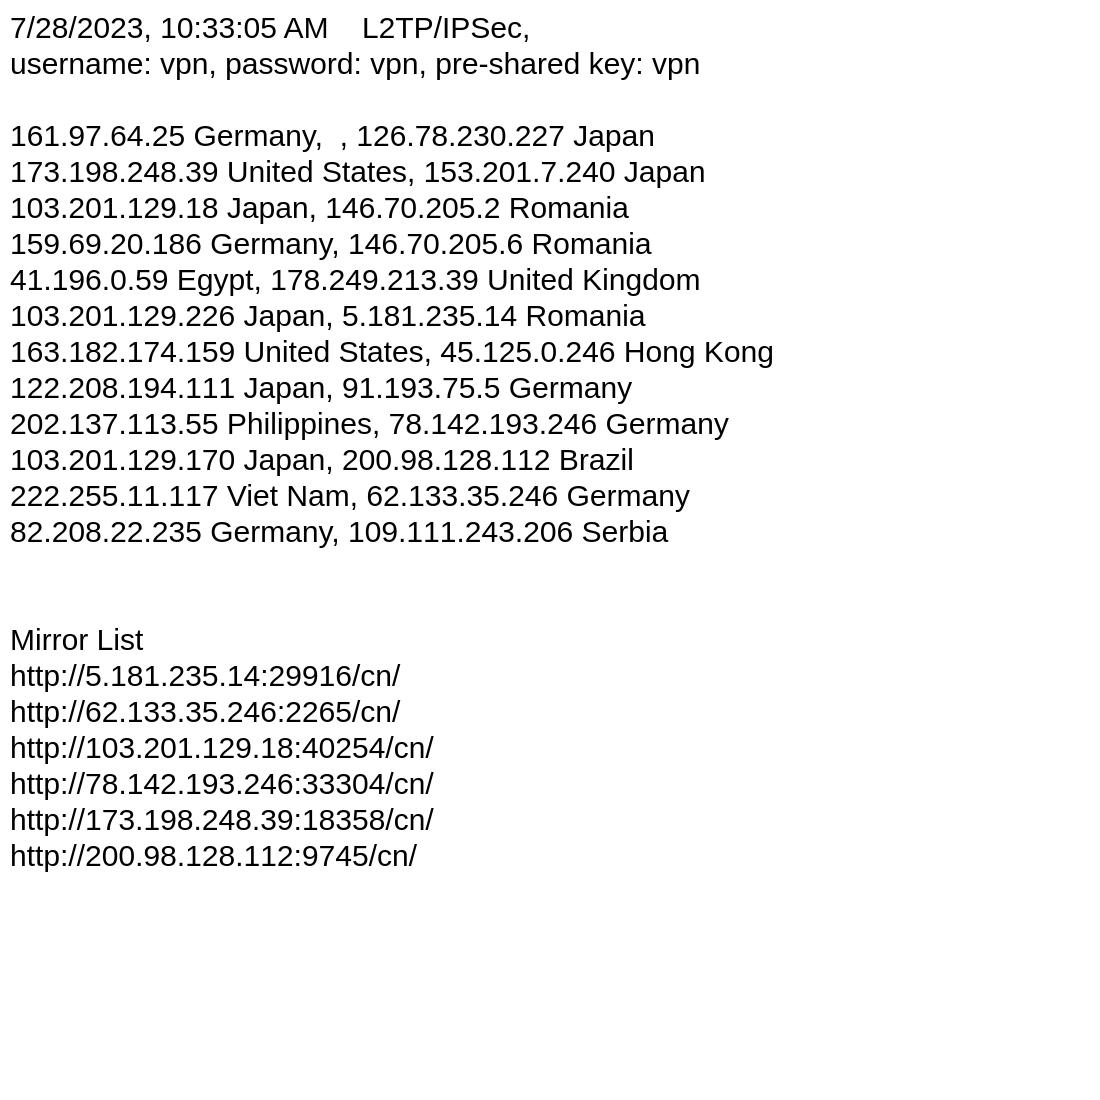 7/28/2023, 10:33:05 AM    L2TP/IPSec,
username: vpn, password: vpn, pre-shared key: vpn
161.97.64.25 Germany,  , 126.78.230.227 Japan
173.198.248.39 United States, 153.201.7.240 Japan
103.201.129.18 Japan, 146.70.205.2 Romania
159.69.20.186 Germany, 146.70.205.6 Romania
41.196.0.59 Egypt, 178.249.213.39 United Kingdom
103.201.129.226 Japan, 5.181.235.14 Romania
163.182.174.159 United States, 45.125.0.246 Hong Kong
122.208.194.111 Japan, 91.193.75.5 Germany
202.137.113.55 Philippines, 78.142.193.246 Germany
103.201.129.170 Japan, 200.98.128.112 Brazil
222.255.11.117 Viet Nam, 62.133.35.246 Germany
82.208.22.235 Germany, 109.111.243.206 Serbia
Mirror List
http://5.181.235.14:29916/cn/
http://62.133.35.246:2265/cn/
http://103.201.129.18:40254/cn/
http://78.142.193.246:33304/cn/
http://173.198.248.39:18358/cn/
http://200.98.128.112:9745/cn/